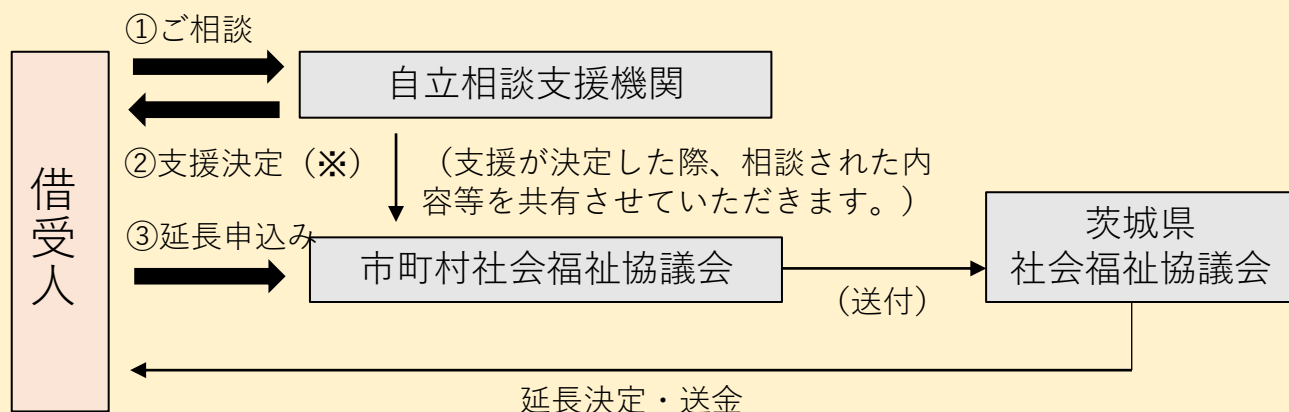 ①ご相談
自立相談支援機関
②支援決定（※）
（支援が決定した際、相談された内
容等を共有させていただきます。）
借受人
③延長申込み
市町村社会福祉協議会
（送付）
茨城県
社会福祉協議会
延長決定・送金